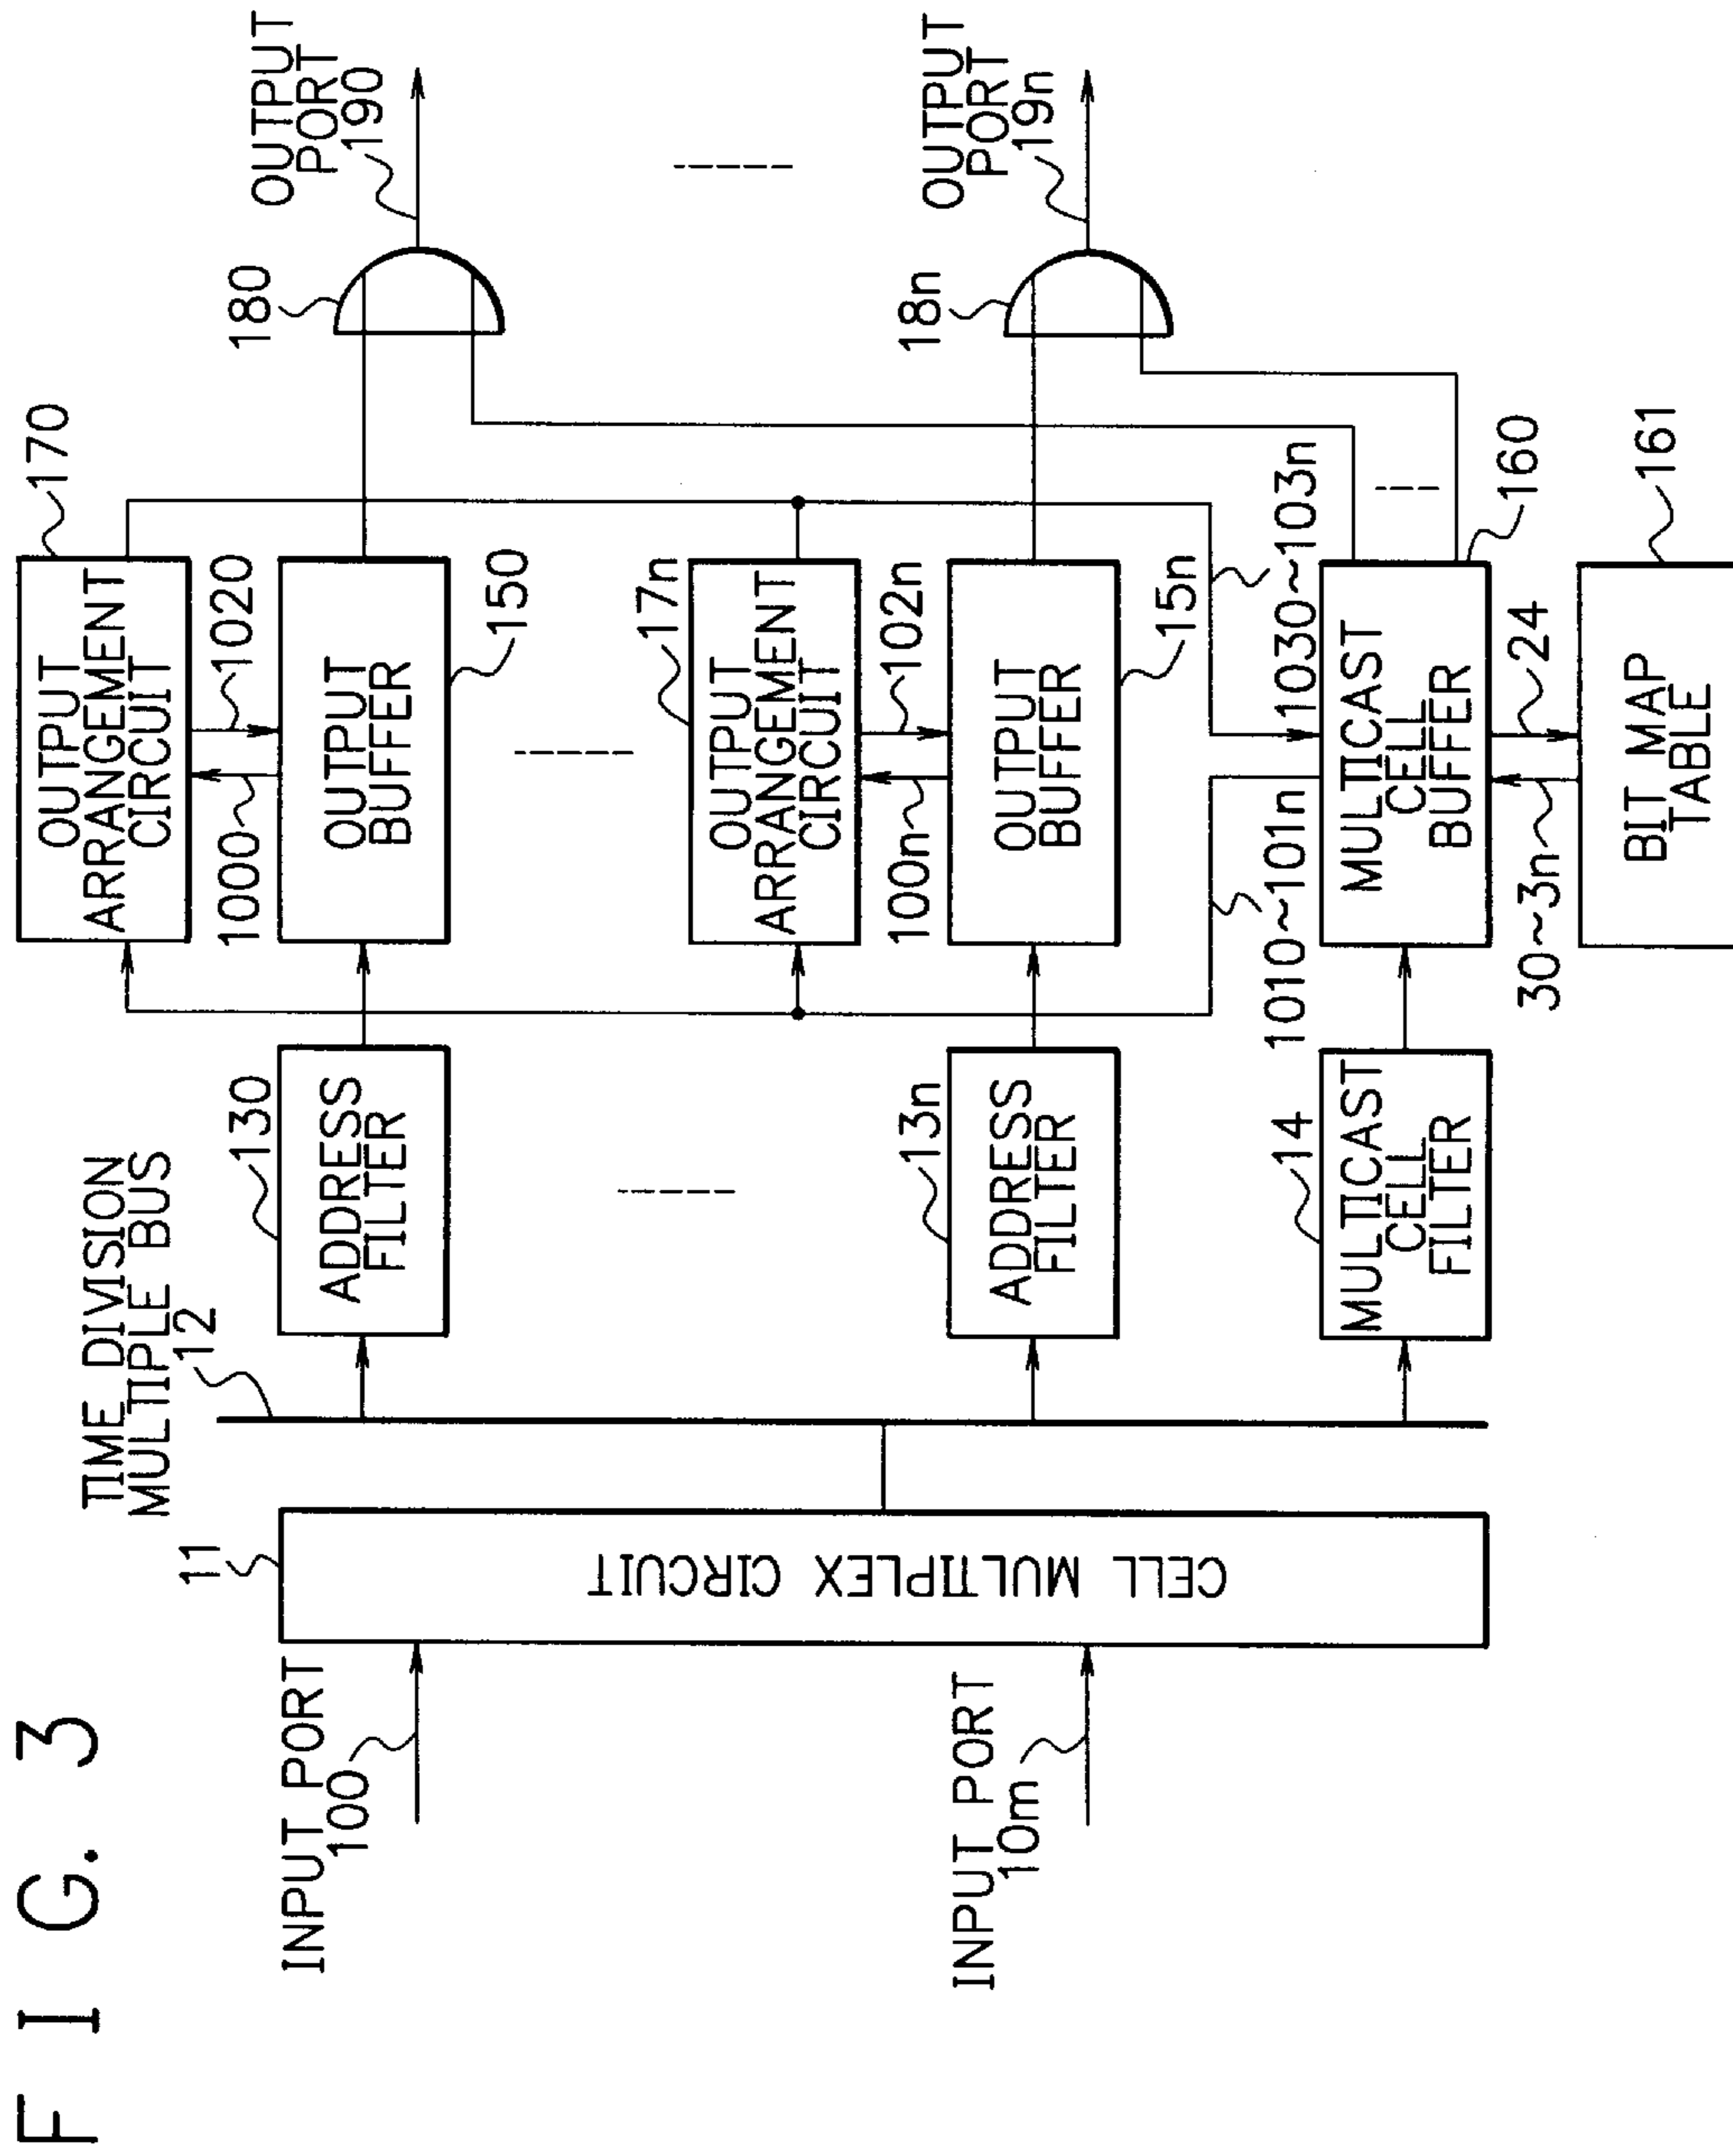 FIG. 3
INPUT PORT
100
INPUT PORT
10m
11
CELL MULTIPLEX CIRCUIT
TIME DIVISION
MULTIPLE BUS
12
130
ADDRESS
FILTER
13n
ADDRESS
FILTER
14
MULTICAST
CELL
FILTER
170
OUTPUT
ARRANGEMENT
CIRCUIT
1000
1020
OUTPUT
BUFFER
150
17n
OUTPUT
ARRANGEMENT
CIRCUIT
100n
102n
OUTPUT
BUFFER
15n
1010~101n
1030~103n
MULTICAST
CELL
BUFFER
160
30~3n
24
BIT MAP
TABLE
161
180
OUTPUT
PORT
190
18n
OUTPUT
PORT
19n